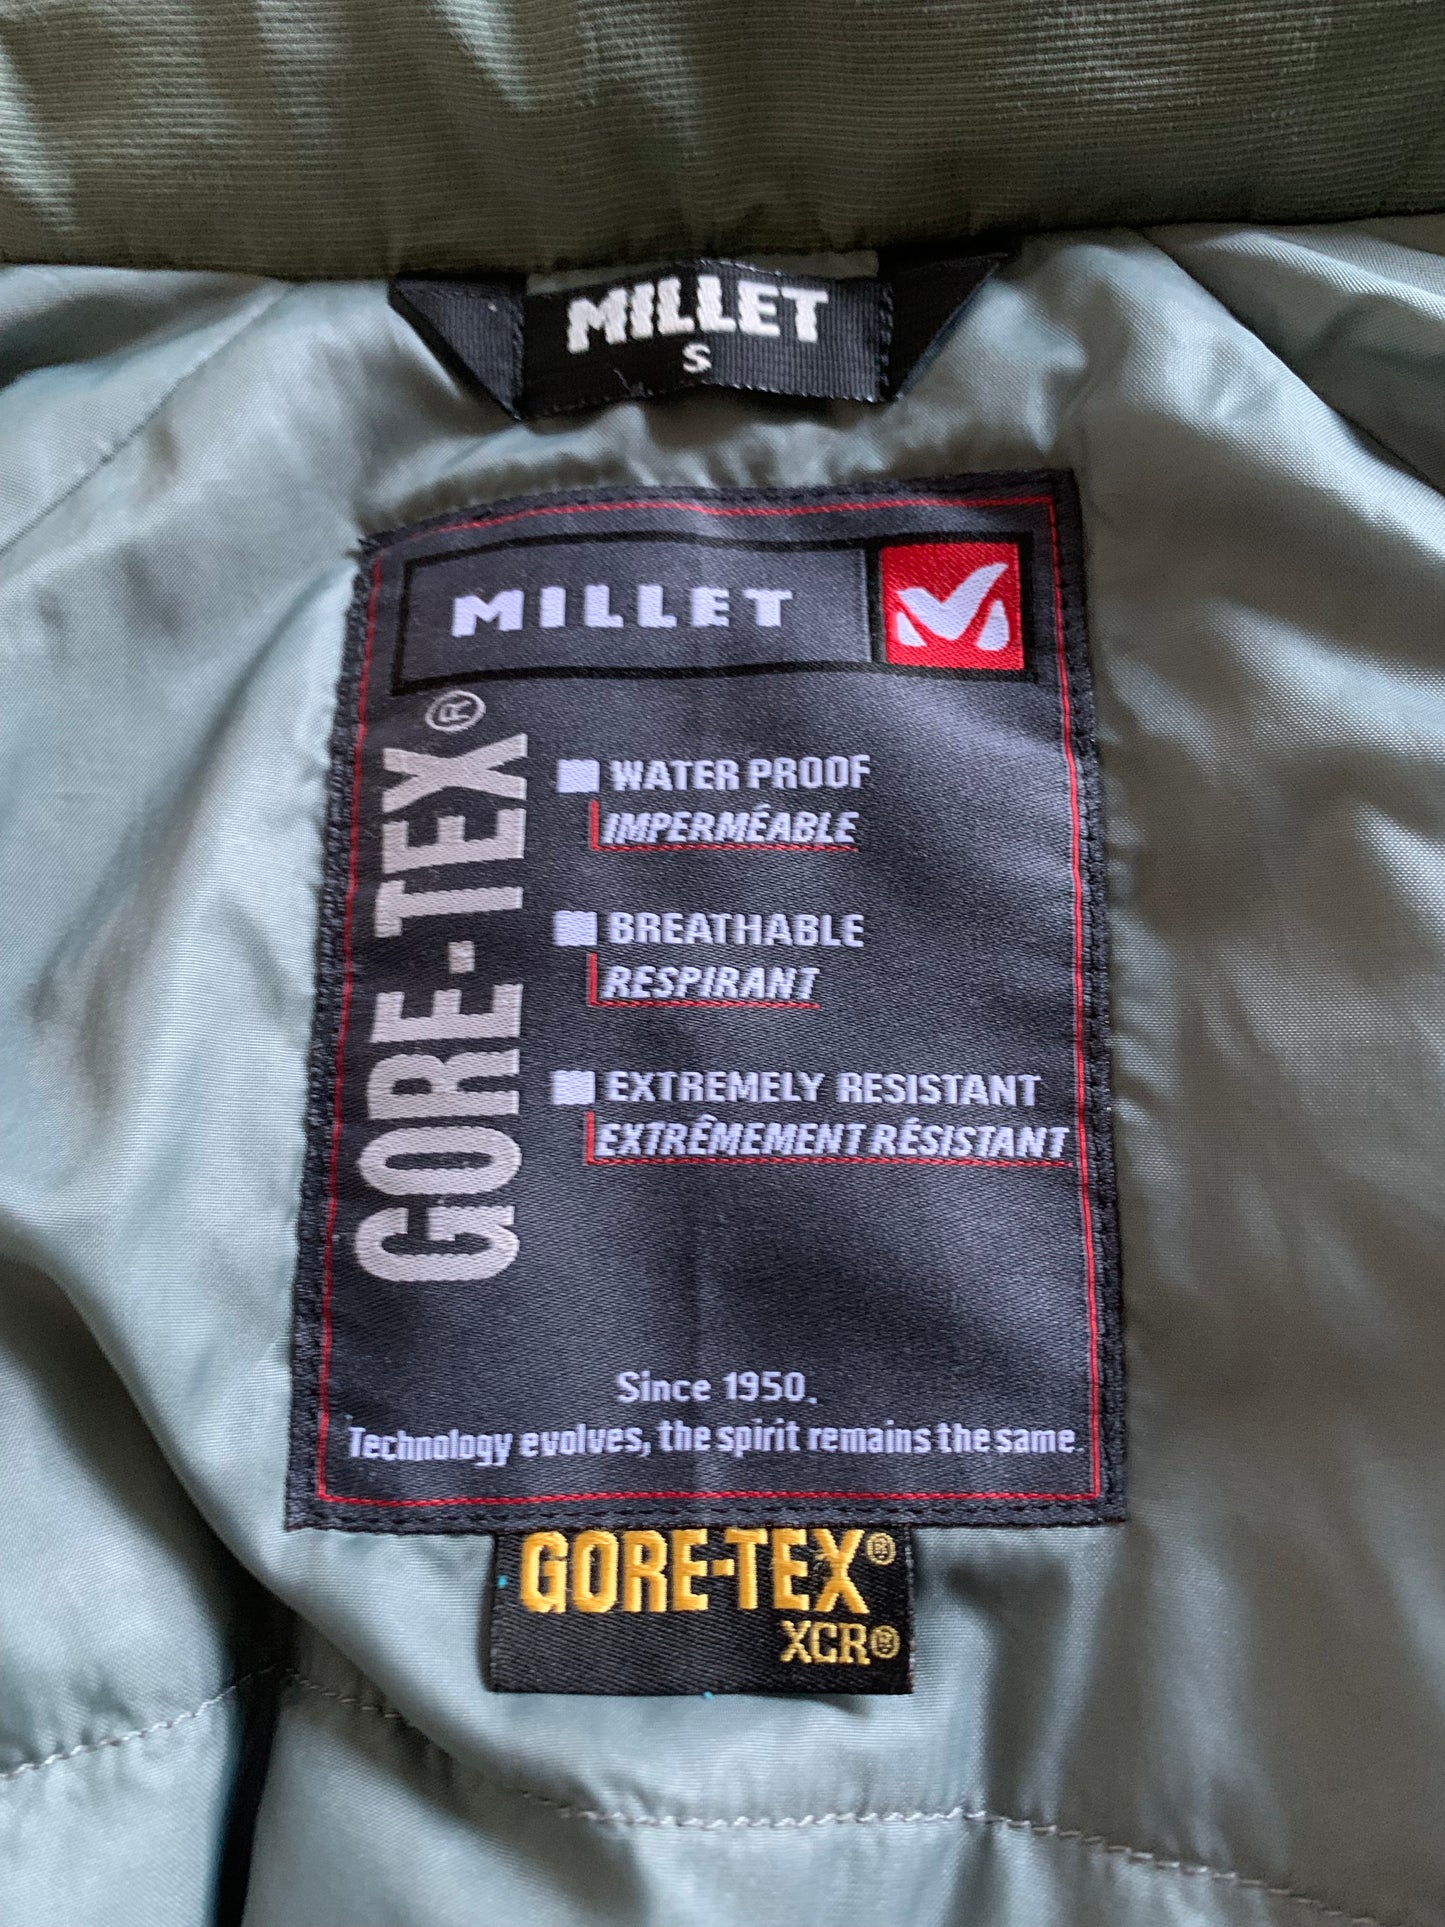 MILLET
S
MILLET
GORE-TEX®
WATER PROOF
IMPERMÉABLE
BREATHABLE
RESPIRANT
EXTREMELY RESISTANT
EXTRÊMEMENT RÉSISTANT
Since 1950.
Technology evolves, the spirit remains the same.
GORE-TEX®
XCR®